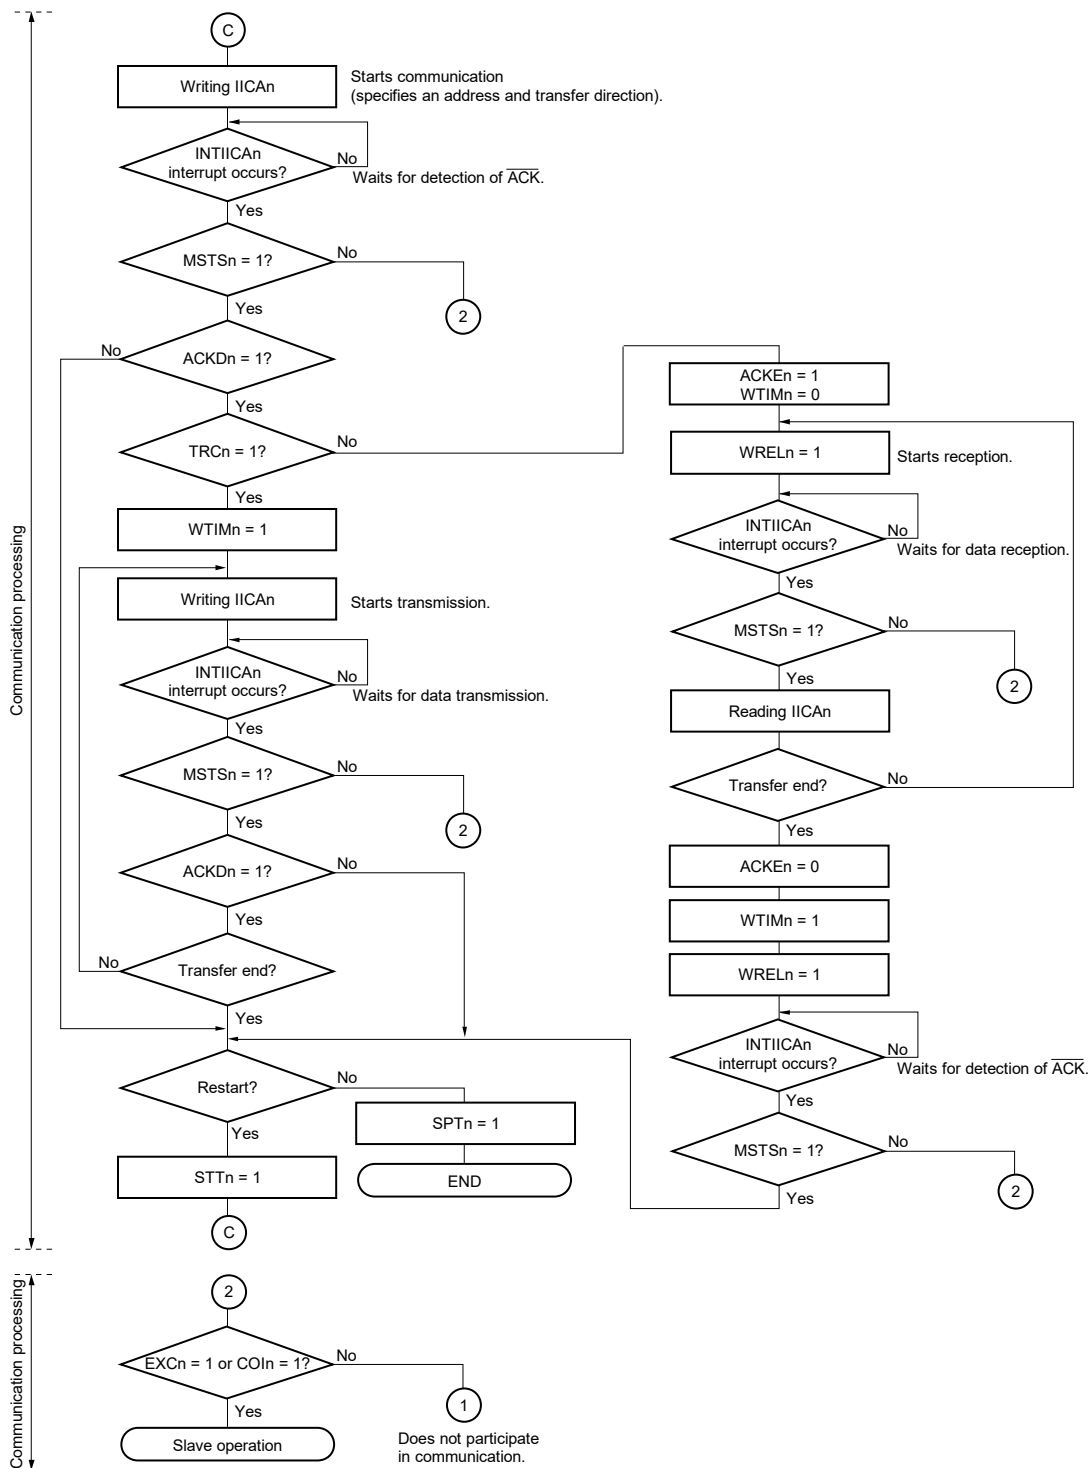 Communication processing
C
Writing IICAn
Starts communication
(specifies an address and transfer direction).
INTIICAn
interrupt occurs?
No
Waits for detection of ACK.
Yes
MSTSn = 1?
No
2
Yes
ACKDn = 1?
No
Yes
TRCn = 1?
No
Yes
WTIMn = 1
Writing IICAn
Starts transmission.
INTIICAn
interrupt occurs?
No
Waits for data transmission.
Yes
MSTSn = 1?
No
2
Yes
ACKDn = 1?
No
Yes
Transfer end?
No
Yes
Restart?
No
Yes
SPTn = 1
END
STTn = 1
C
ACKEn = 1
WTIMn = 0
WRELn = 1
Starts reception.
INTIICAn
interrupt occurs?
No
Waits for data reception.
Yes
MSTSn = 1?
No
2
Yes
Reading IICAn
Transfer end?
No
Yes
ACKEn = 0
WTIMn = 1
WRELn = 1
INTIICAn
interrupt occurs?
No
Waits for detection of ACK.
Yes
MSTSn = 1?
No
2
Yes
Communication processing
2
EXCn = 1 or COIn = 1?
No
1
Does not participate
in communication.
Yes
Slave operation